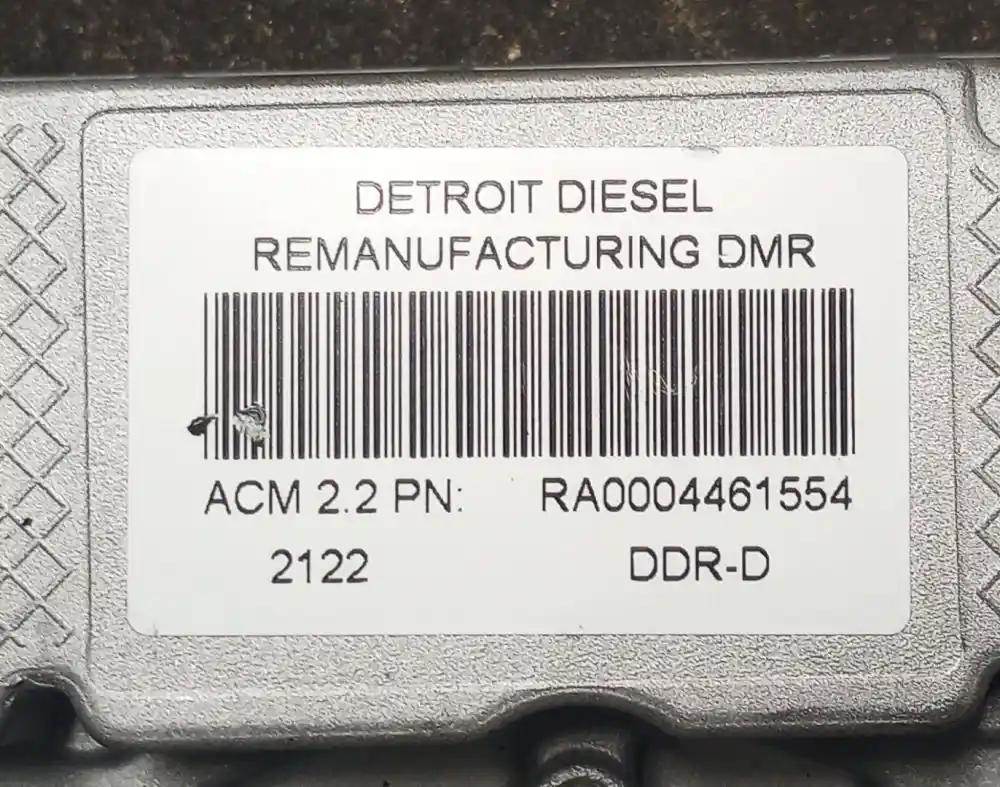 DETROIT DIESEL
REMANUFACTURING DMR
ACM 2.2 PN: RA0004461554
2122 DDR-D